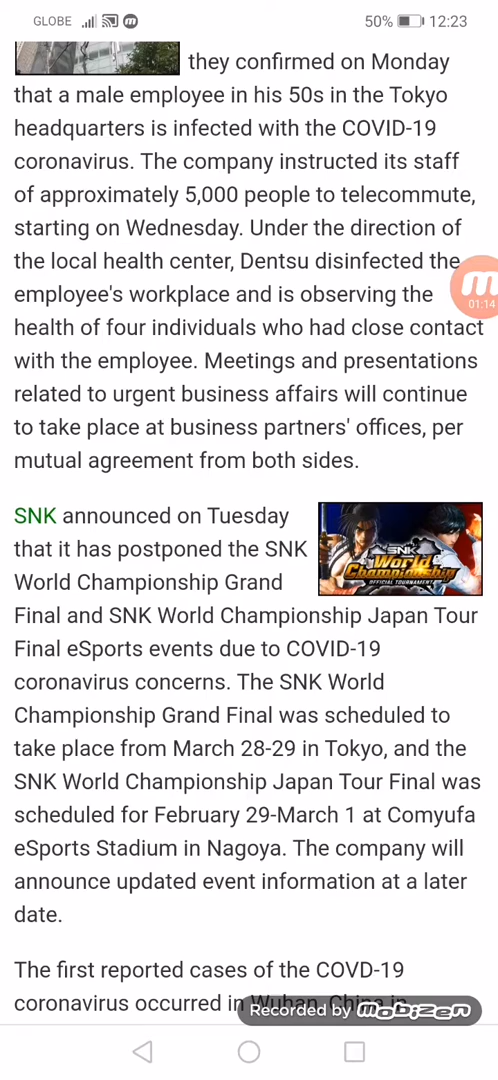 GLOBE
50% 12:23
they confirmed on Monday
that a male employee in his 50s in the Tokyo
headquarters is infected with the COVID-19
coronavirus. The company instructed its staff
of approximately 5,000 people to telecommute,
starting on Wednesday. Under the direction of
the local health center, Dentsu disinfected the
employee's workplace and is observing the
01:14
health of four individuals who had close contact
with the employee. Meetings and presentations
related to urgent business affairs will continue
to take place at business partners' offices, per
mutual agreement from both sides.
SNK announced on Tuesday
that it has postponed the SNK
World Championship Grand
SNK
World
Championship
OFFICIAL TOURNAMENT
Final and SNK World Championship Japan Tour
Final eSports events due to COVID-19
coronavirus concerns. The SNK World
Championship Grand Final was scheduled to
take place from March 28-29 in Tokyo, and the
SNK World Championship Japan Tour Final was
scheduled for February 29-March 1 at Comyufa
eSports Stadium in Nagoya. The company will
announce updated event information at a later
date.
The first reported cases of the COVD-19
coronavirus occurred in Wuhan, China in
Recorded by mobizen